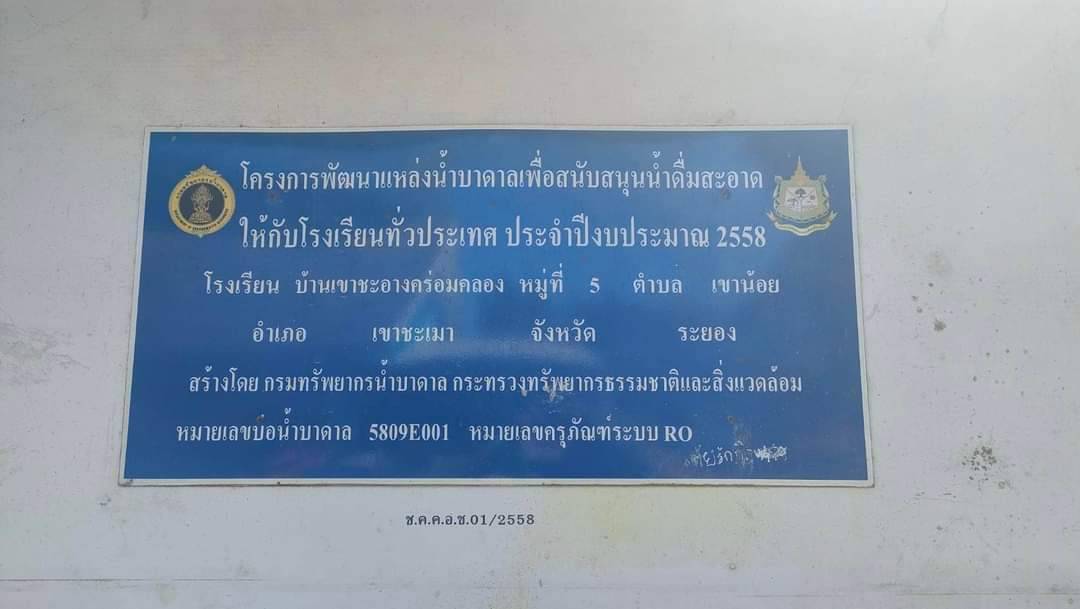 โครงการพัฒนาแหล่งน้ำบาดาลเพื่อสนับสนุนน้ำดื่มสะอาด
ให้กับโรงเรียนทั่วประเทศ ประจำปีงบประมาณ 2558
โรงเรียน บ้านเขาชะอางคร่อมคลอง หมู่ที่ 5 ตำบล เขาน้อย
อำเภอ เขาชะเมา จังหวัด ระยอง
สร้างโดย กรมทรัพยากรน้ำบาดาล กระทรวงทรัพยากรธรรมชาติและสิ่งแวดล้อม
หมายเลขบ่อน้ำบาดาล 5809E001 หมายเลขครุภัณฑ์ระบบ RO
ช.ค.ค.อ.ช.01/2558